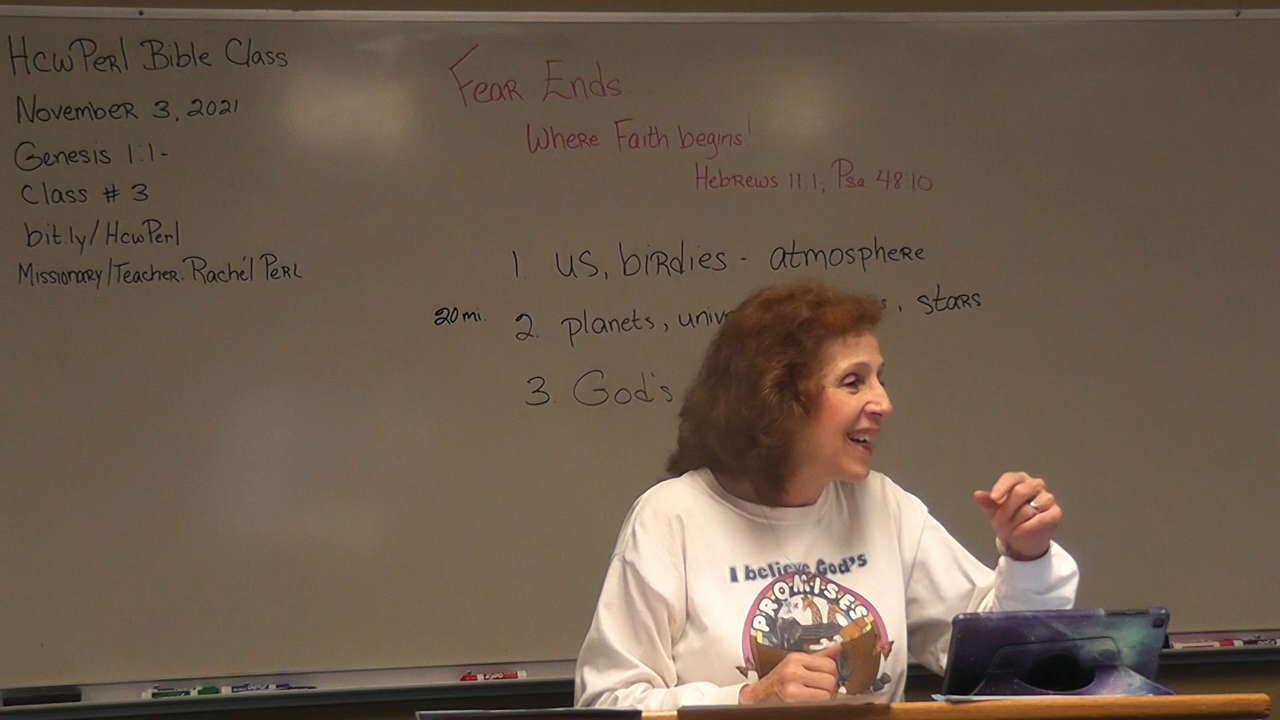 HcwPerl Bible Class
November 3, 2021
Genesis 1:1-
Class # 3
bit.ly/HcwPerl
Missionary/Teacher: Rachél Perl
Fear Ends
Where Faith begins!
Hebrews 11:1, Psa 48:10
1. us, birdies - atmosphere
20 mi. 2. planets, univ , stars
3. God's
I believe God's
PROMISES